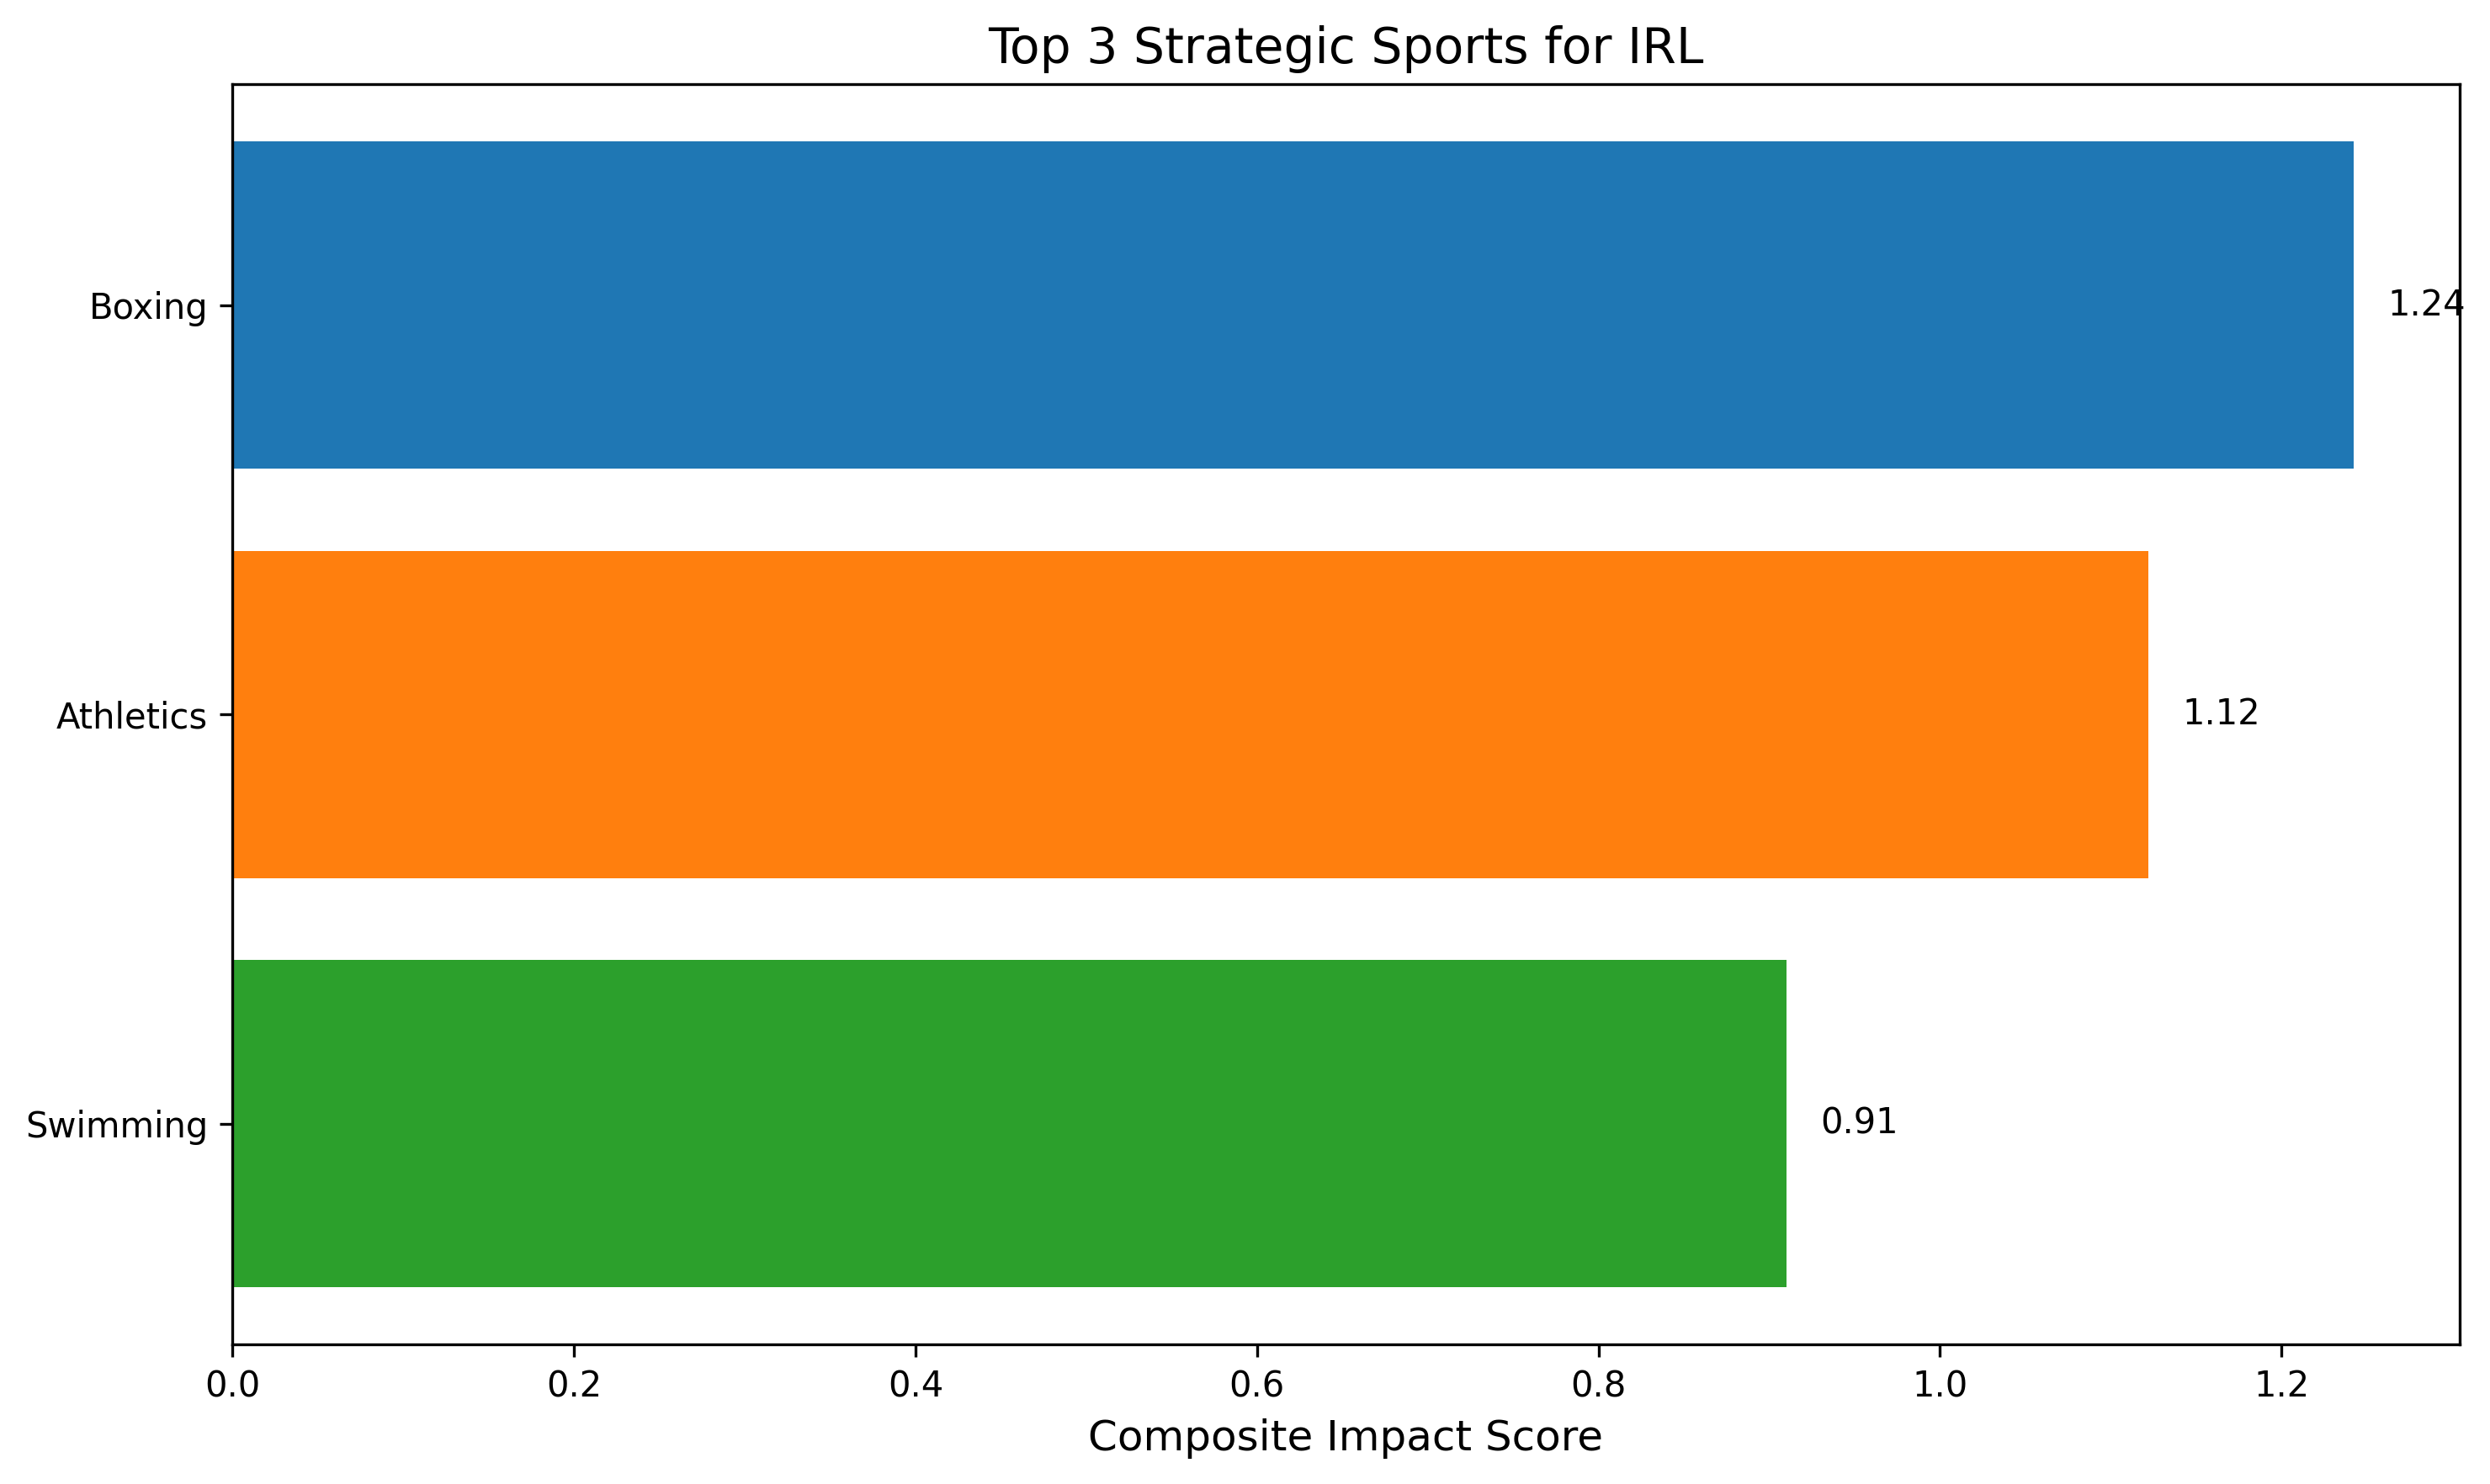 Top 3 Strategic Sports for IRL
Boxing
1.24
Athletics
1.12
Swimming
0.91
0.0 0.2 0.4 0.6 0.8 1.0 1.2
Composite Impact Score